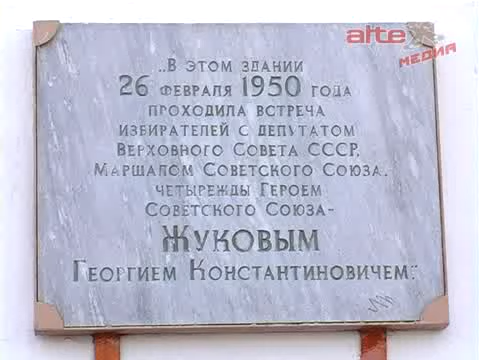 alte
МЕДИА
„В этом здании
26 февраля 1950 года
проходила встреча
избирателей с депутатом
Верховного Совета СССР,
Маршалом Советского Союза,
четырежды Героем
Советского Союза-
Жуковым
Георгием Константиновичем."